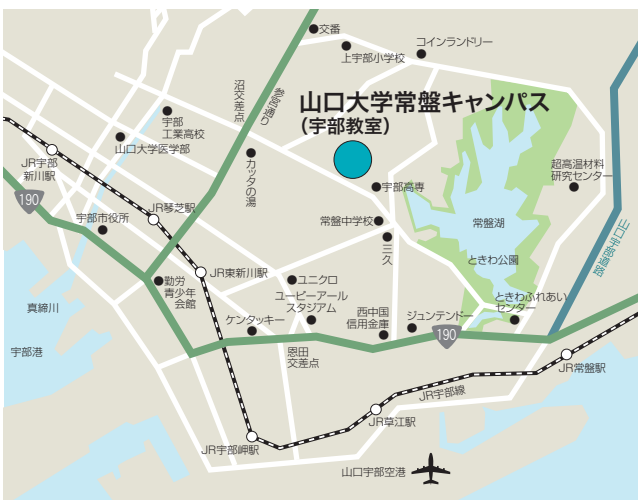 交番
上宇部小学校
コインランドリー
沼交差点
参宮通り
山口大学常盤キャンパス
（宇部教室）
宇部
工業高校
山口大学医学部
カッタの湯
JR宇部
新川駅
宇部高専
超高温材料
研究センター
190
JR琴芝駅
宇部市役所
常盤中学校
常盤湖
三久
ときわ公園
山口宇部道路
JR東新川駅
勤労
青少年
会館
ユニクロ
ユーピーアール
スタジアム
真締川
ケンタッキー
西中国
信用金庫
ジュンテンドー
ときわふれあい
センター
190
宇部港
恩田
交差点
JR常盤駅
JR宇部線
JR草江駅
JR宇部岬駅
山口宇部空港